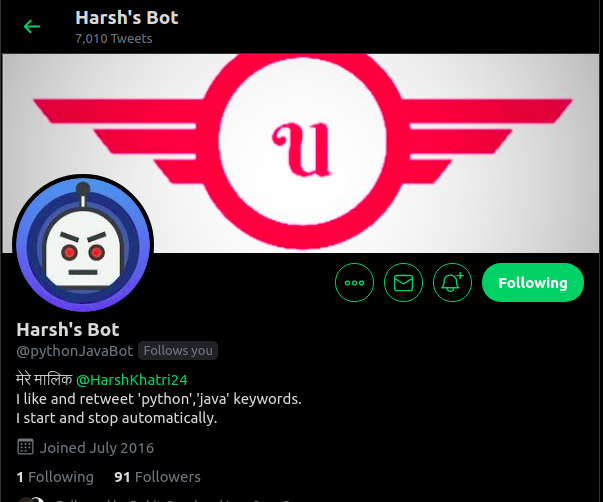 Harsh's Bot
7,010 Tweets
u
Following
Harsh's Bot
@pythonJavaBot Follows you
मेरे मालिक @HarshKhatri24
I like and retweet 'python','java' keywords.
I start and stop automatically.
Joined July 2016
1 Following 91 Followers